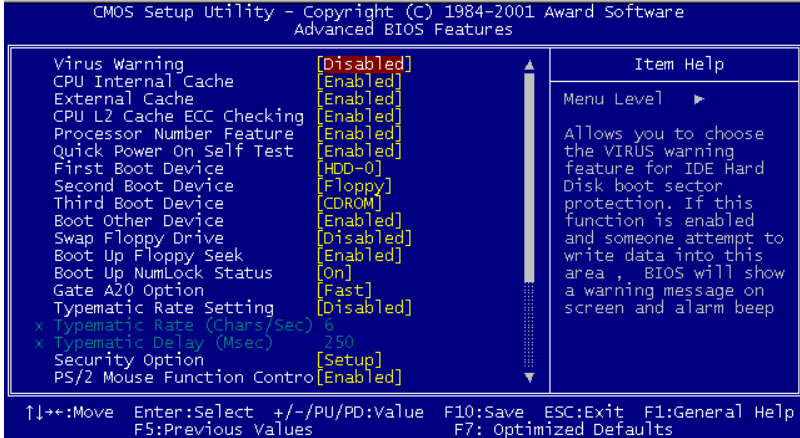 CMOS Setup Utility - Copyright (C) 1984-2001 Award Software
Advanced BIOS Features
Virus Warning [Disabled]
CPU Internal Cache [Enabled]
External Cache [Enabled]
CPU L2 Cache ECC Checking [Enabled]
Processor Number Feature [Enabled]
Quick Power On Self Test [Enabled]
First Boot Device [HDD-0]
Second Boot Device [Floppy]
Third Boot Device [CDROM]
Boot Other Device [Enabled]
Swap Floppy Drive [Disabled]
Boot Up Floppy Seek [Enabled]
Boot Up NumLock Status [On]
Gate A20 Option [Fast]
Typematic Rate Setting [Disabled]
x Typematic Rate (Chars/Sec) 6
x Typematic Delay (Msec) 250
Security Option [Setup]
PS/2 Mouse Function Contro[Enabled]
Item Help
Menu Level ►
Allows you to choose
the VIRUS warning
feature for IDE Hard
Disk boot sector
protection. If this
function is enabled
and someone attempt to
write data into this
area , BIOS will show
a warning message on
screen and alarm beep
↑↓→←:Move Enter:Select +/-/PU/PD:Value F10:Save ESC:Exit F1:General Help
F5:Previous Values F7: Optimized Defaults